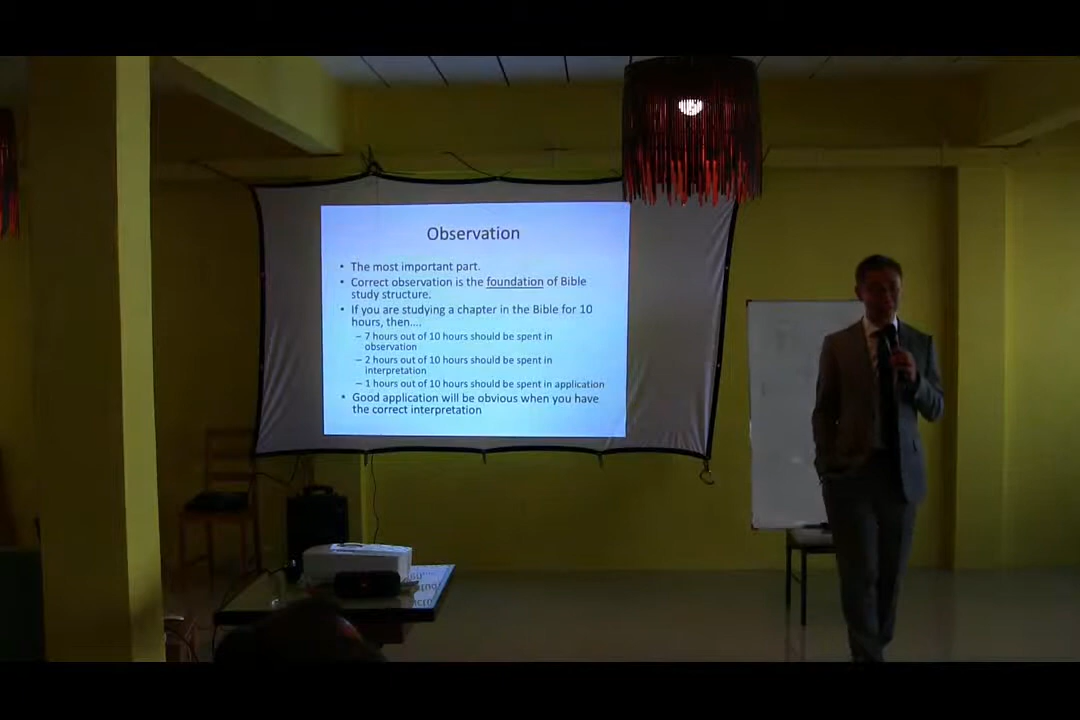 Observation
• The most important part.
• Correct observation is the foundation of Bible
study structure.
• If you are studying a chapter in the Bible for 10
hours, then....
– 7 hours out of 10 hours should be spent in
observation
– 2 hours out of 10 hours should be spent in
interpretation
– 1 hours out of 10 hours should be spent in application
• Good application will be obvious when you have
the correct interpretation